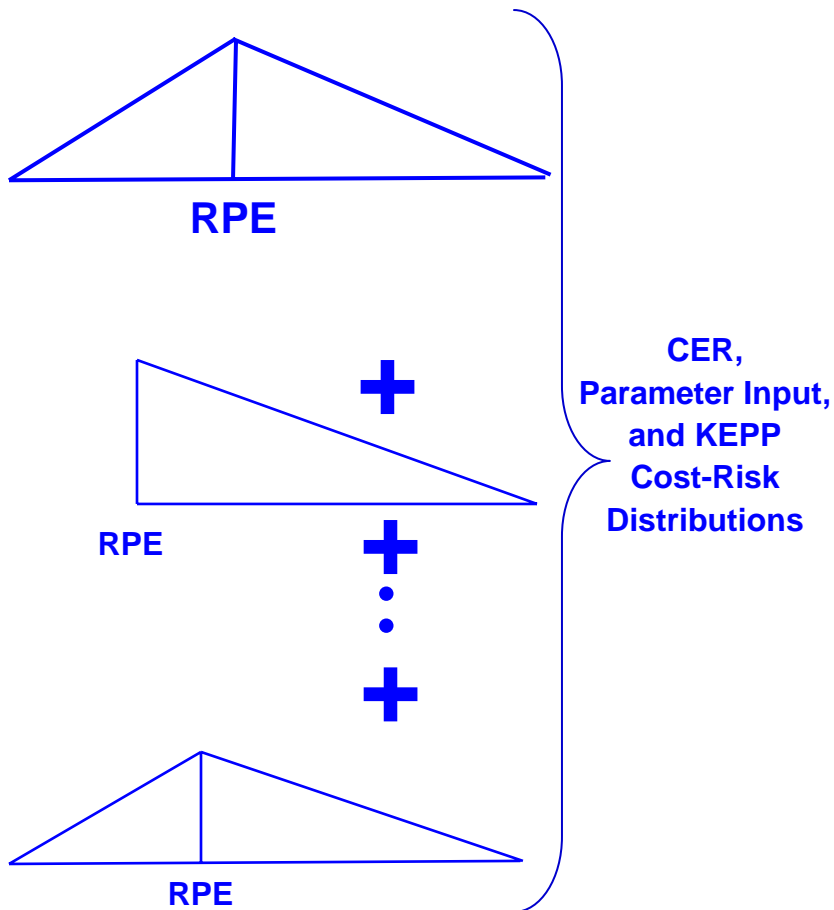 RPE
+
CER,
Parameter Input,
and KEPP
Cost-Risk
Distributions
RPE
+
+
RPE